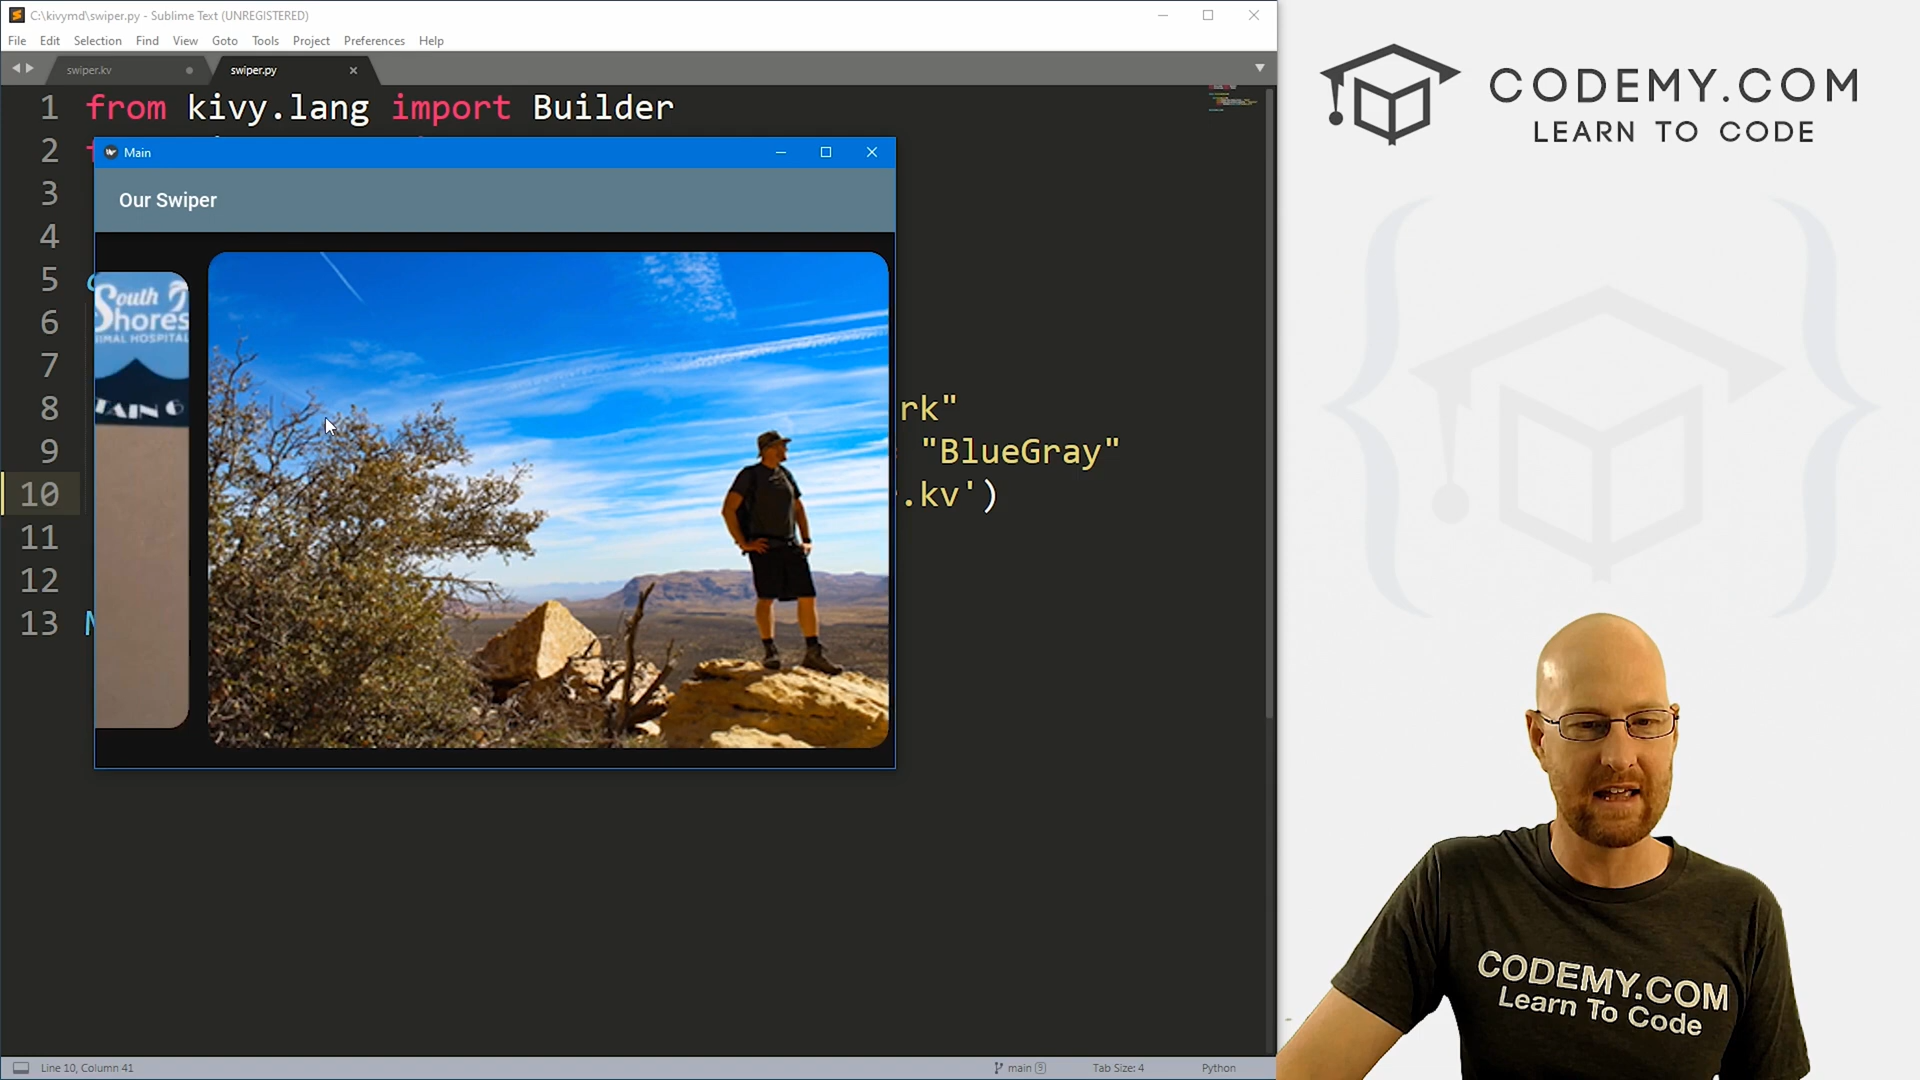 C:\kivymd\swiper.py - Sublime Text (UNREGISTERED)
File Edit Selection Find View Goto Tools Project Preferences Help
swiper.kv
swiper.py
1 from kivy.lang import Builder
2
Main
Our Swiper
3
4
5
6
7
8 rk"
9 "BlueGray"
10 .kv')
11
12
13
South
Shores
IMAL HOSPITAL
TAIN 6
Line 10, Column 41
main 9
Tab Size: 4
Python
CODEMY.COM
LEARN TO CODE
CODEMY.COM
Learn To Code